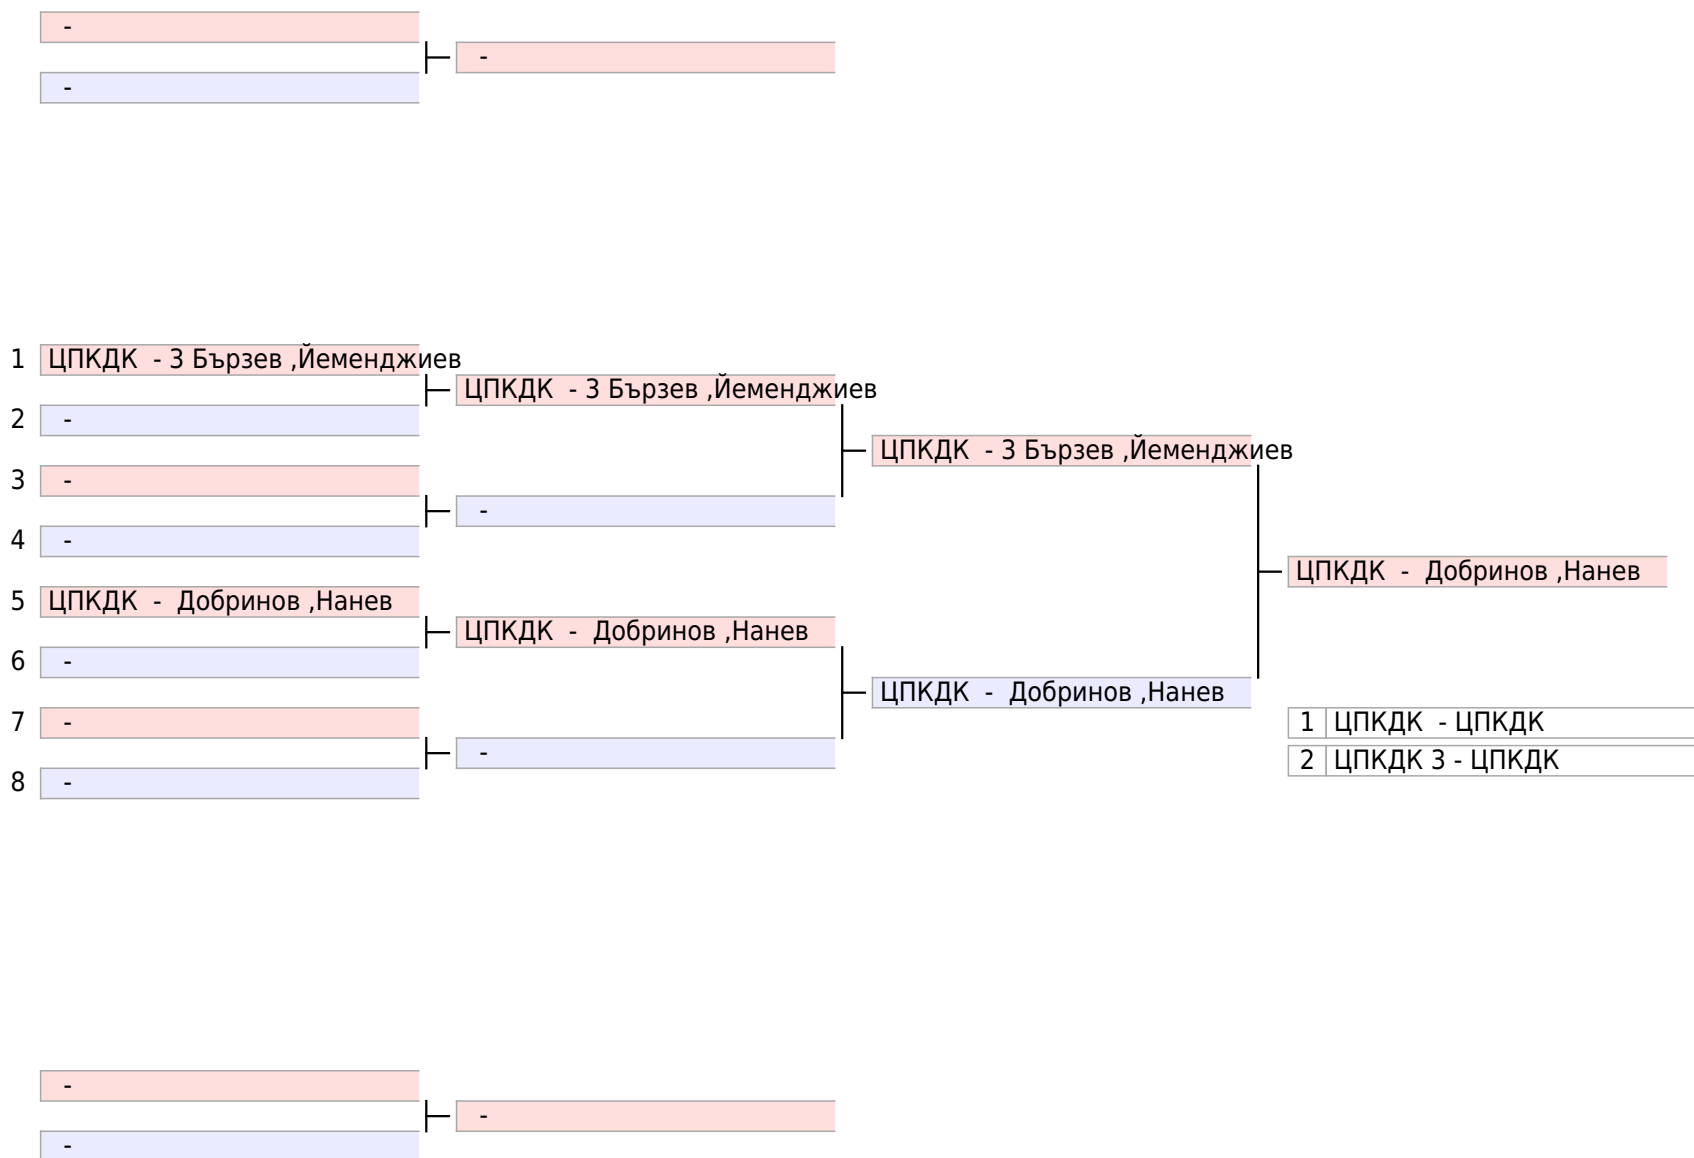 -
-
-
1 ЦПКДК - 3 Бързев ,Йеменджиев
ЦПКДК - 3 Бързев ,Йеменджиев
2 -
ЦПКДК - 3 Бързев ,Йеменджиев
3 -
-
4 -
ЦПКДК - Добринов ,Нанев
5 ЦПКДК - Добринов ,Нанев
ЦПКДК - Добринов ,Нанев
6 -
ЦПКДК - Добринов ,Нанев
7 -
1 ЦПКДК - ЦПКДК
-
2 ЦПКДК 3 - ЦПКДК
8 -
-
-
-